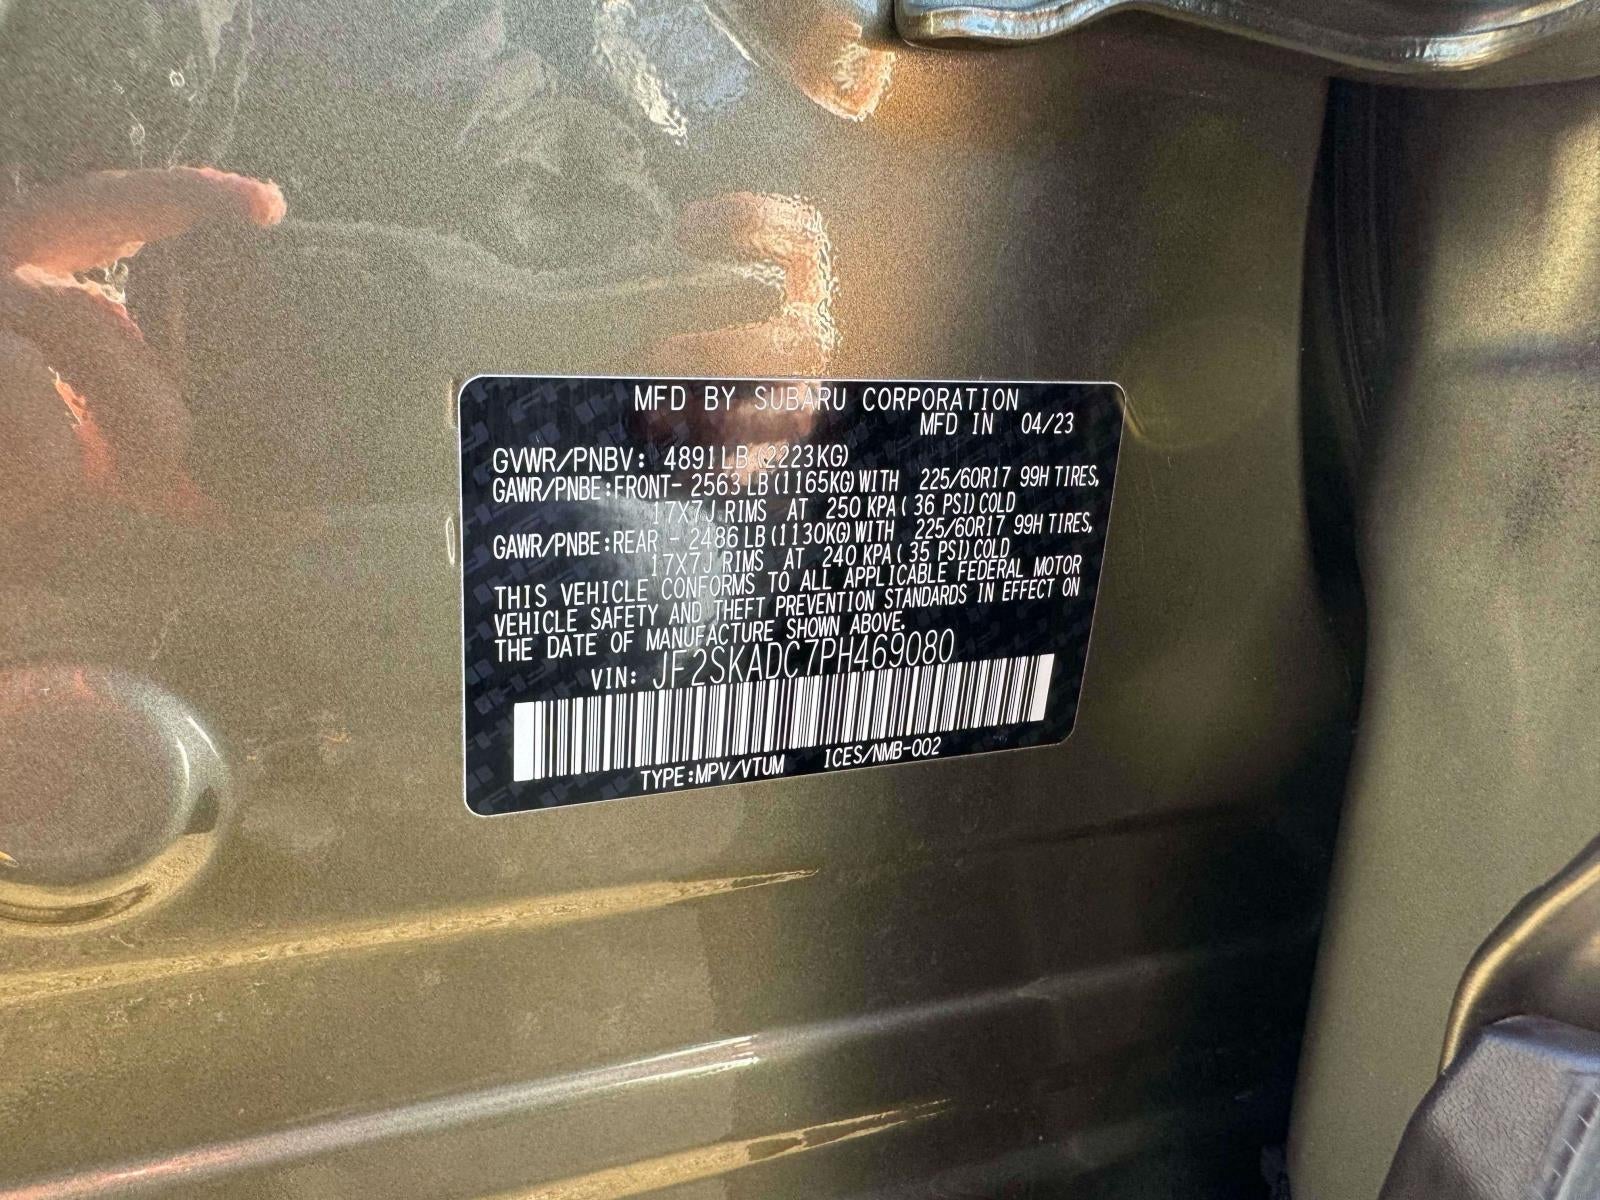 MFD BY SUBARU CORPORATION
MFD IN 04/23
GVWR/PNBV: 4891LB(2223KG)
GAWR/PNBE:FRONT- 2563LB(1165KG)WITH 225/60R17 99H TIRES,
17X7J RIMS AT 250 KPA( 36 PSI)COLD
GAWR/PNBE:REAR - 2486LB(1130KG)WITH 225/60R17 99H TIRES,
17X7J RIMS AT 240 KPA( 35 PSI)COLD
THIS VEHICLE CONFORMS TO ALL APPLICABLE FEDERAL MOTOR
VEHICLE SAFETY AND THEFT PREVENTION STANDARDS IN EFFECT ON
THE DATE OF MANUFACTURE SHOWN ABOVE.
VIN: JF2SKADC7PH469080
TYPE:MPV/VTUM ICES/NMB-002